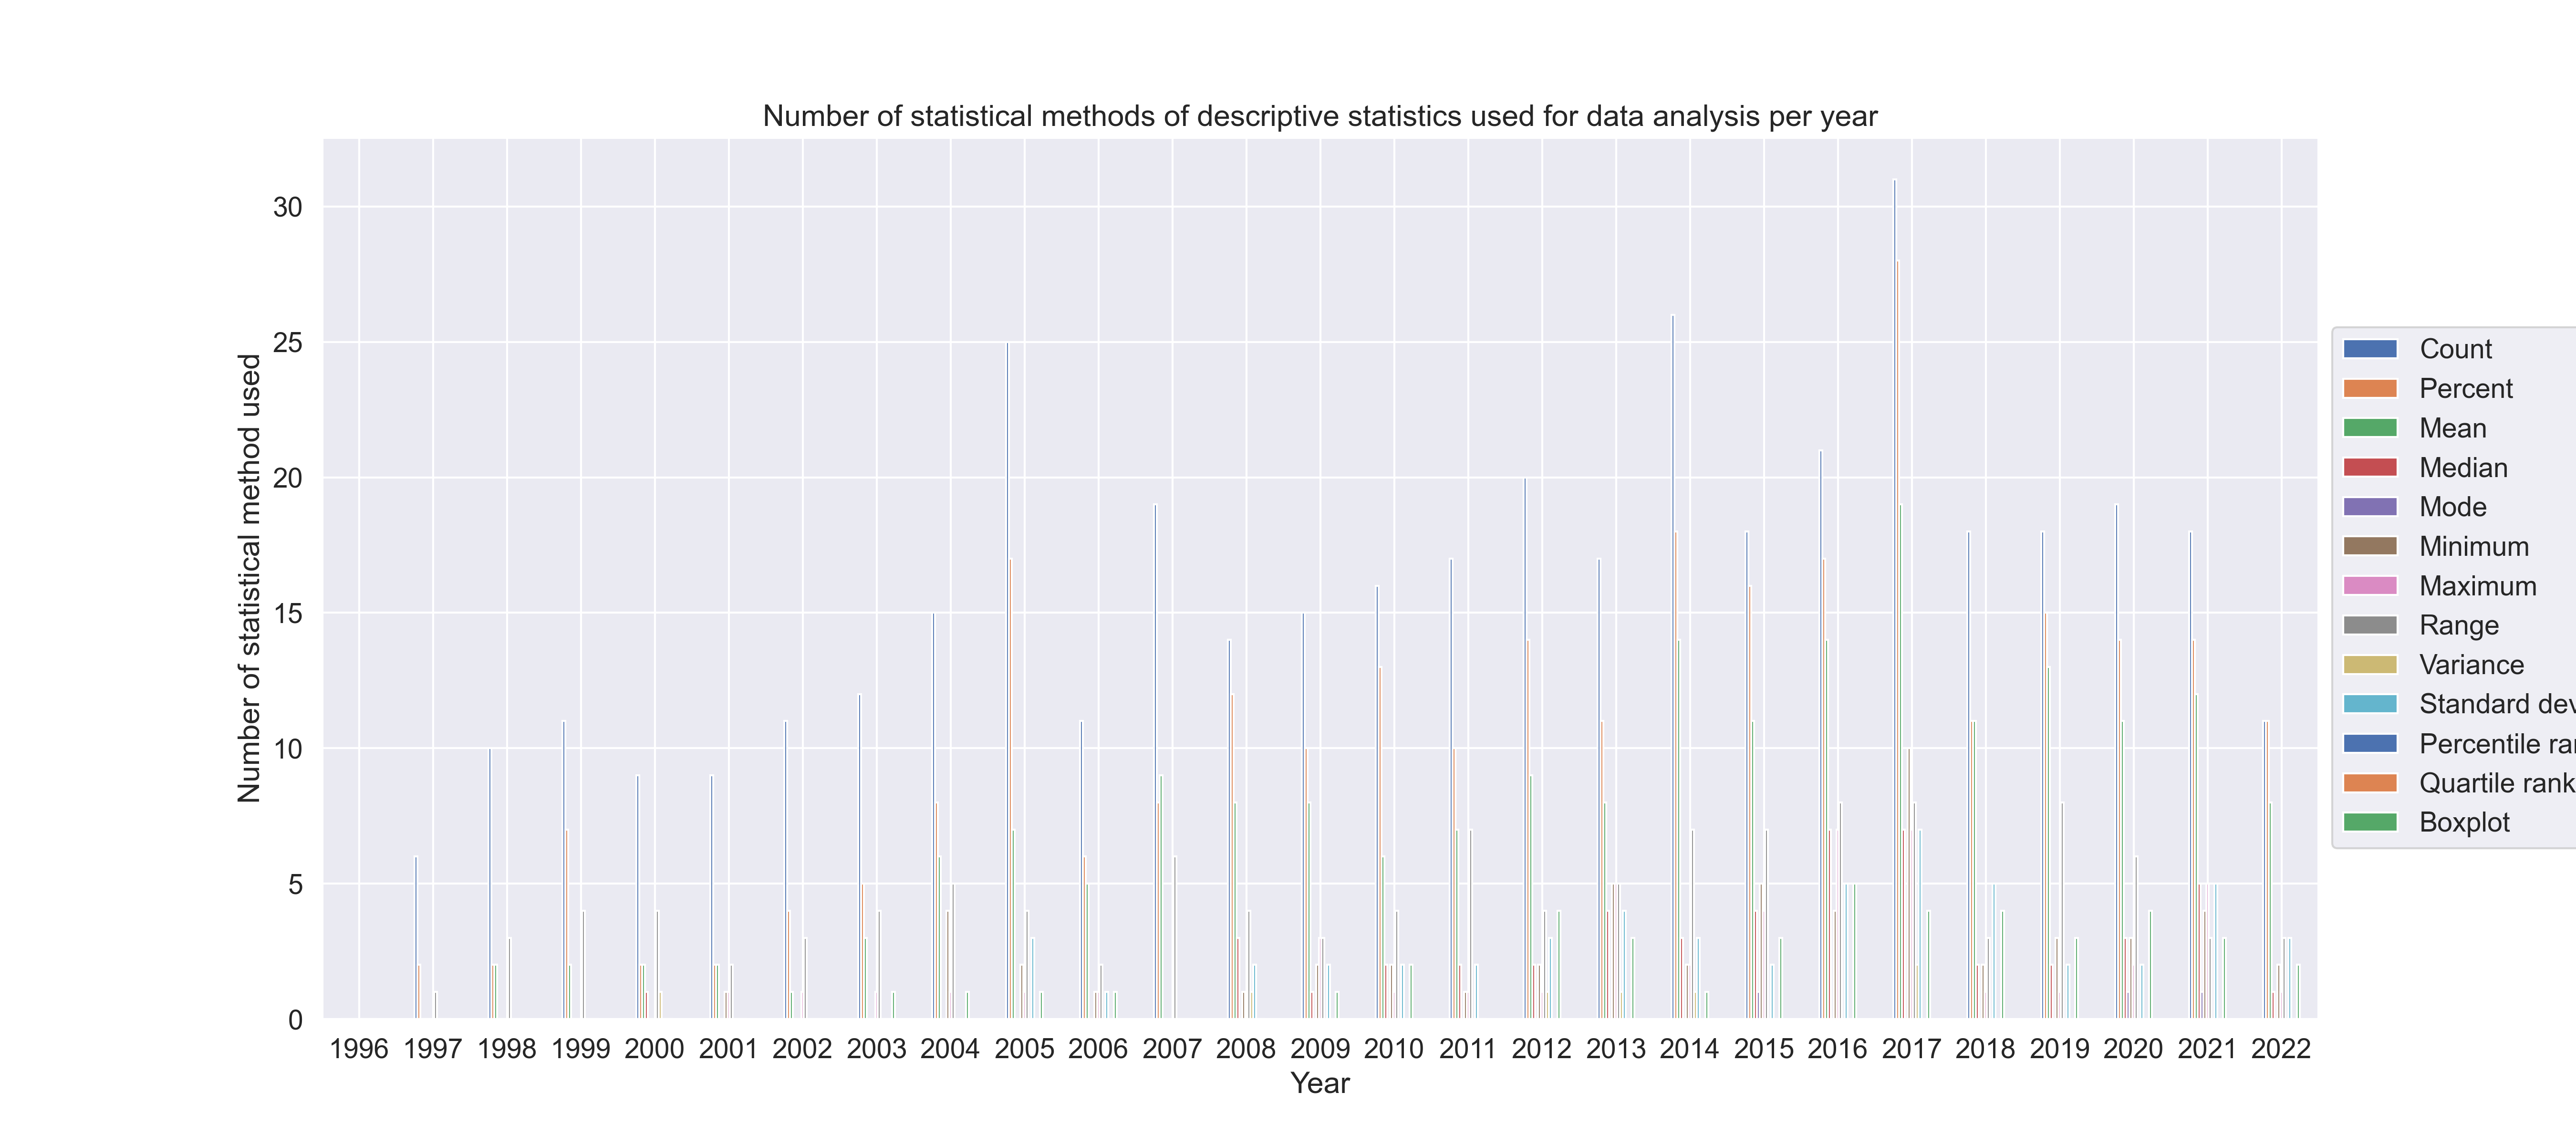 Number of statistical methods of descriptive statistics used for data analysis per year
Number of statistical method used
30
25
20
15
10
5
0
1996 1997 1998 1999 2000 2001 2002 2003 2004 2005 2006 2007 2008 2009 2010 2011 2012 2013 2014 2015 2016 2017 2018 2019 2020 2021 2022
Year
Count
Percent
Mean
Median
Mode
Minimum
Maximum
Range
Variance
Standard dev
Percentile ra
Quartile rank
Boxplot